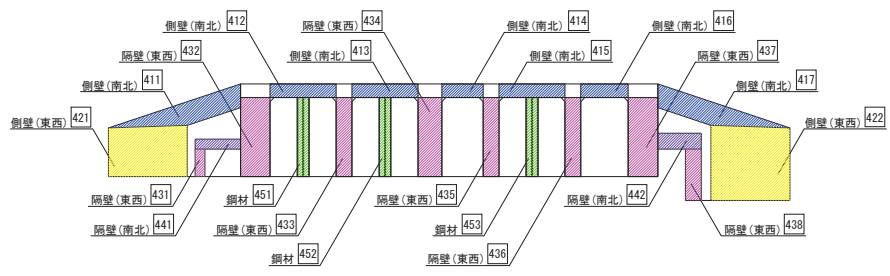 側壁(南北) 412
隔壁(東西) 434
側壁(南北) 414
側壁(南北) 416
隔壁(東西) 432
側壁(南北) 413
側壁(南北) 415
隔壁(東西) 437
側壁(南北) 411
側壁(南北) 417
側壁(東西) 421
側壁(東西) 422
隔壁(東西) 431
鋼材 451
隔壁(東西) 435
隔壁(南北) 442
隔壁(南北) 441
隔壁(東西) 433
鋼材 453
隔壁(東西) 438
鋼材 452
隔壁(東西) 436